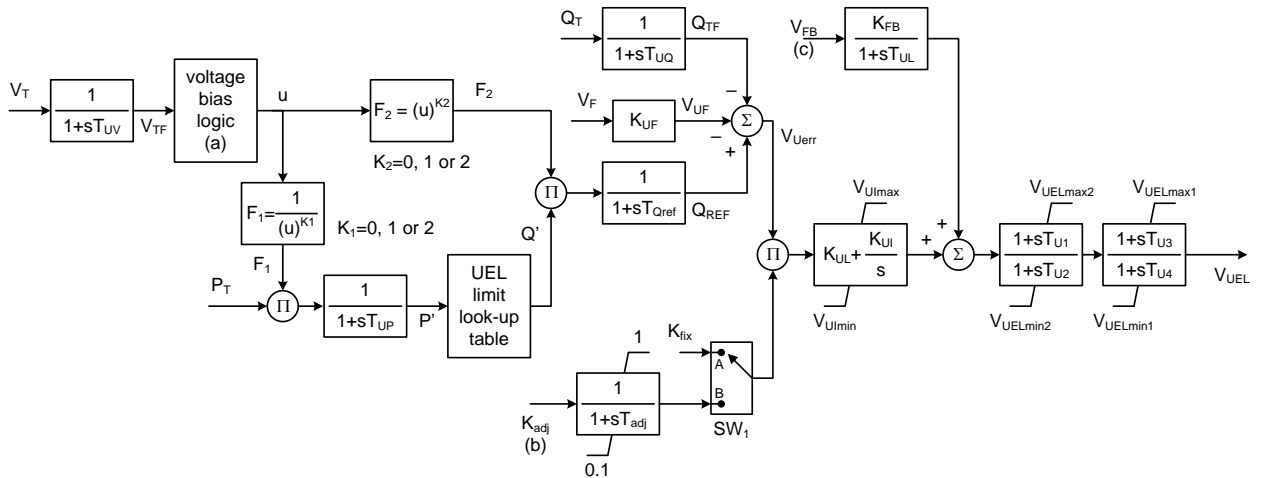 Q_T
1
1+sT_UQ
Q_TF
V_FB
(c)
K_FB
1+sT_UL
V_T
1
1+sT_UV
V_TF
voltage
bias
logic
(a)
u
F_2 = (u)^K2
F_2
K_2=0, 1 or 2
V_F
K_UF
V_UF
−
−
+
Σ
V_Uerr
Π
1
1+sT_Qref
Q_REF
F_1= 1
(u)^K1
K_1=0, 1 or 2
F_1
Q'
P_T
Π
1
1+sT_UP
P'
UEL
limit
look-up
table
Π
V_UImax
K_UL+ K_UI
s
V_UImin
+
+
Σ
V_UELmax2
1+sT_U1
1+sT_U2
V_UELmin2
V_UELmax1
1+sT_U3
1+sT_U4
V_UELmin1
V_UEL
K_adj
(b)
1
1
1+sT_adj
0.1
K_fix
A
B
SW_1